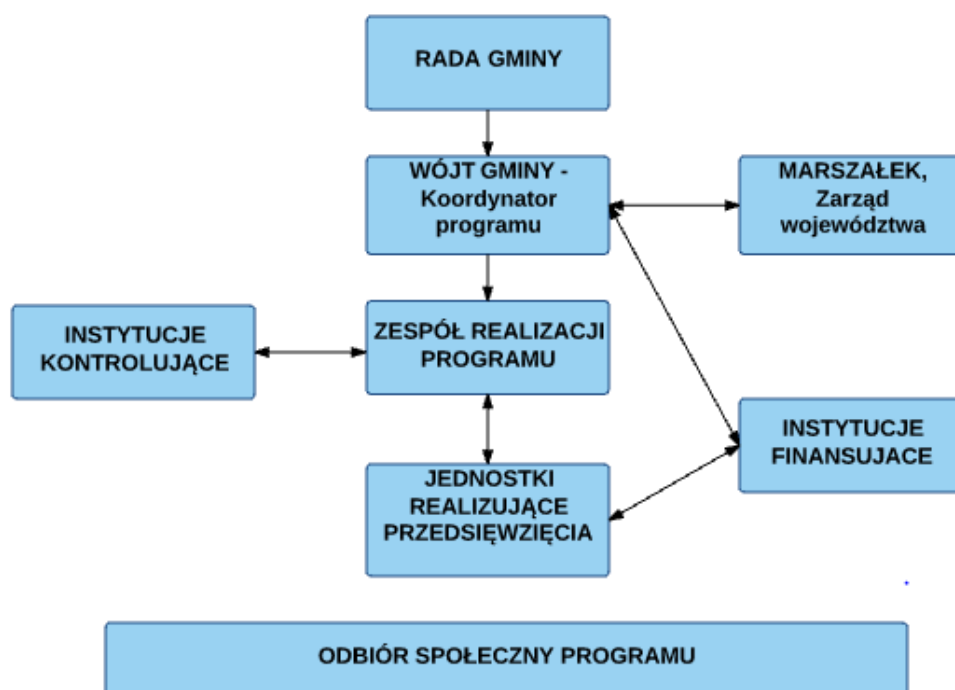 RADA GMINY
WÓJT GMINY -
Koordynator
programu
MARSZAŁEK,
Zarząd
województwa
INSTYTUCJE
KONTROLUJĄCE
ZESPÓŁ REALIZACJI
PROGRAMU
INSTYTUCJE
FINANSUJACE
JEDNOSTKI
REALIZUJĄCE
PRZEDSIĘWZIĘCIA
ODBIÓR SPOŁECZNY PROGRAMU